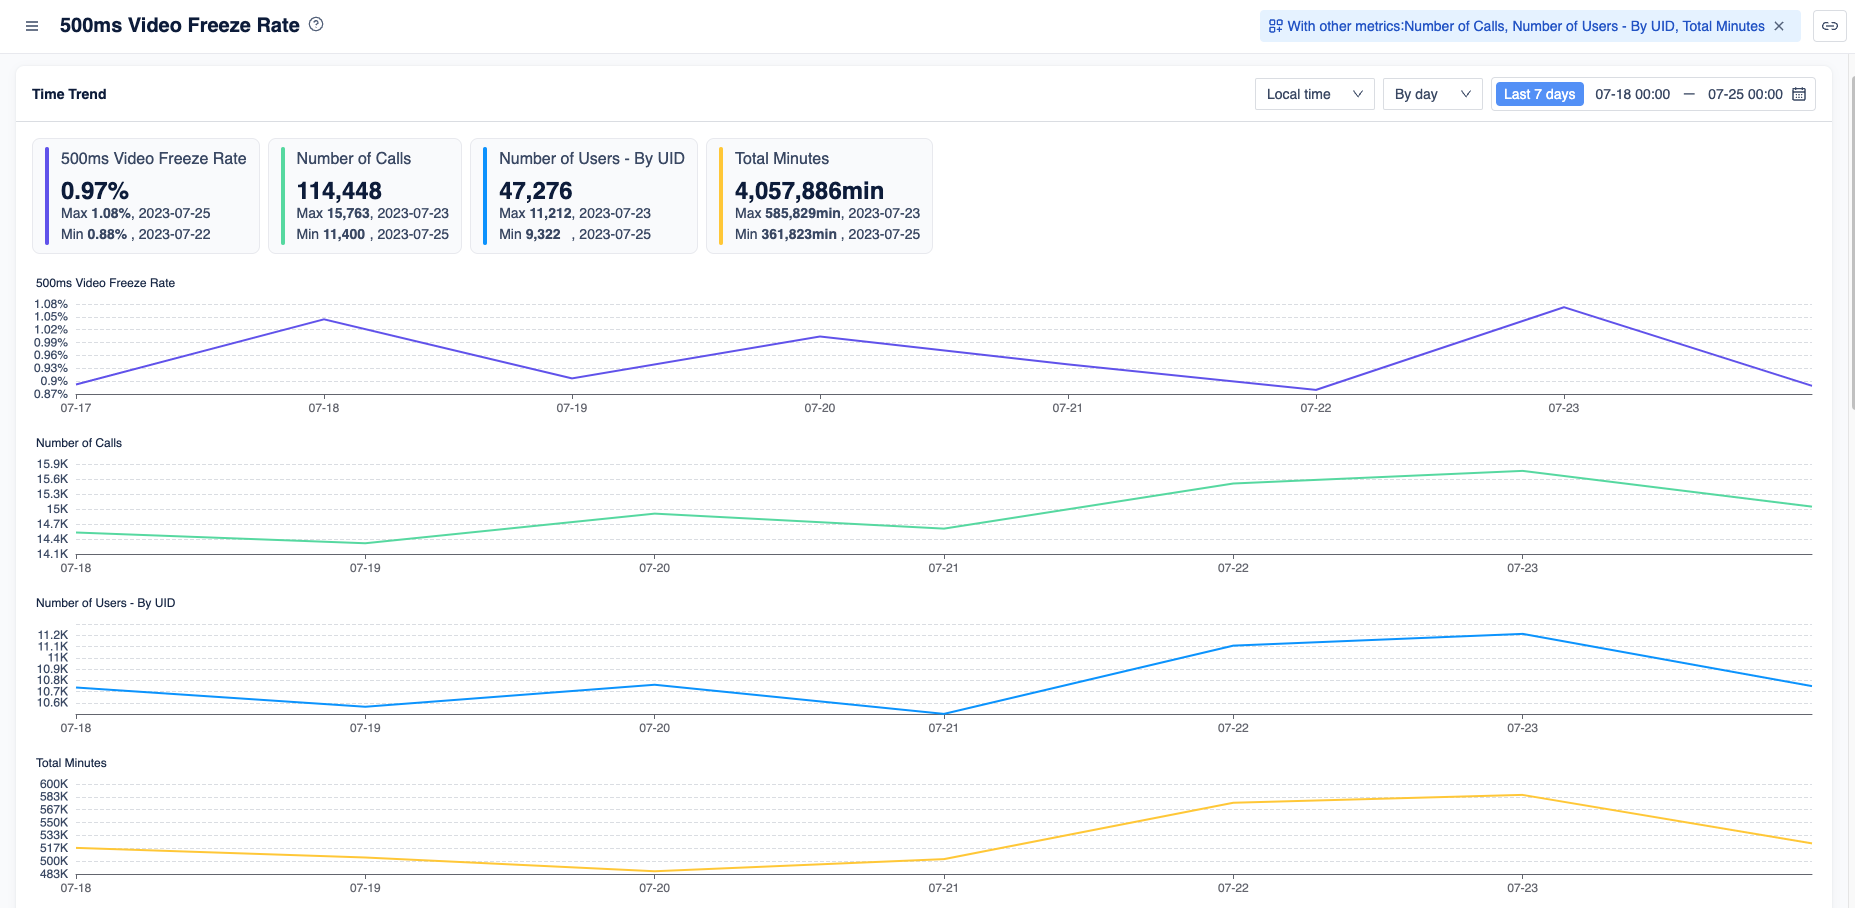 500ms Video Freeze Rate
With other metrics:Number of Calls, Number of Users - By UID, Total Minutes
Time Trend
Local time
By day
Last 7 days 07-18 00:00 — 07-25 00:00
500ms Video Freeze Rate
0.97%
Max 1.08%, 2023-07-25
Min 0.88% , 2023-07-22
Number of Calls
114,448
Max 15,763, 2023-07-23
Min 11,400 , 2023-07-25
Number of Users - By UID
47,276
Max 11,212, 2023-07-23
Min 9,322 , 2023-07-25
Total Minutes
4,057,886min
Max 585,829min, 2023-07-23
Min 361,823min , 2023-07-25
500ms Video Freeze Rate
1.08%
1.05%
1.02%
0.99%
0.96%
0.93%
0.9%
0.87%
07-17 07-18 07-19 07-20 07-21 07-22 07-23
Number of Calls
15.9K
15.6K
15.3K
15K
14.7K
14.4K
14.1K
07-18 07-19 07-20 07-21 07-22 07-23
Number of Users - By UID
11.2K
11.1K
11K
10.9K
10.8K
10.7K
10.6K
07-18 07-19 07-20 07-21 07-22 07-23
Total Minutes
600K
583K
567K
550K
533K
517K
500K
483K
07-18 07-19 07-20 07-21 07-22 07-23